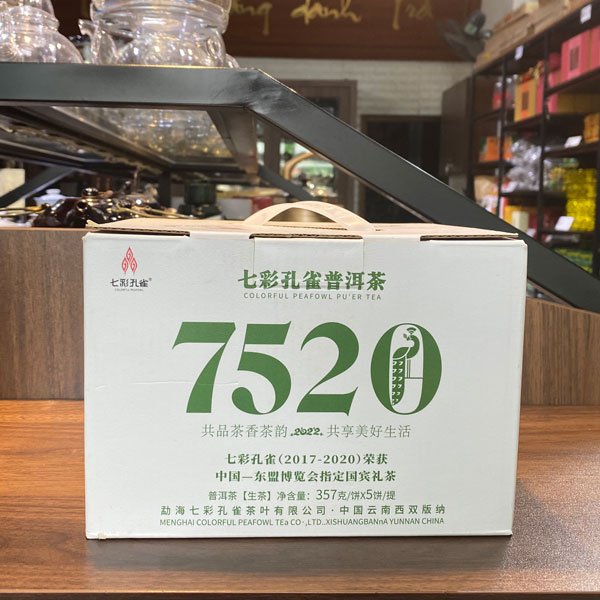 ng danh Trà
七彩孔雀®
COLORFUL PEAFOWL
七彩孔雀普洱茶
COLORFUL PEAFOWL PU'ER TEA
7520
共品茶香茶韵 2022 共享美好生活
七彩孔雀(2017-2020)荣获
中国—东盟博览会指定国宾礼茶
普洱茶【生茶】净含量：357克/饼x5饼/提
勐海七彩孔雀茶叶有限公司·中国云南西双版纳
MENGHAI COLORFUL PEAFOWL TEa CO·,LTD..XISHUANGBANnA YUNNAN CHINA